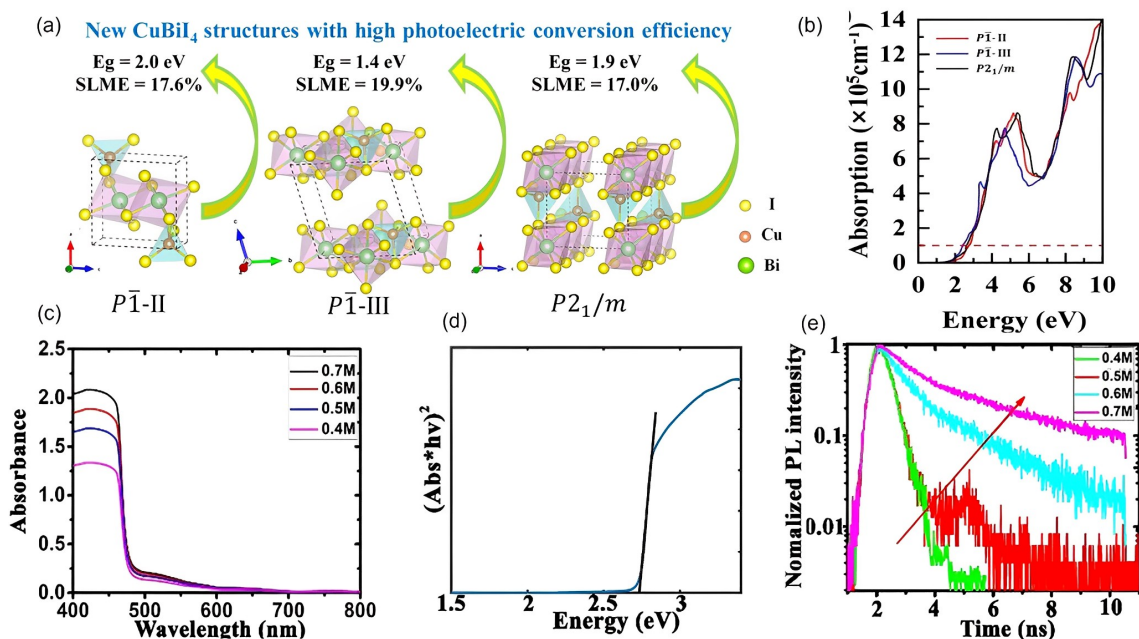 (a)
New CuBiI₄ structures with high photoelectric conversion efficiency
Eg = 2.0 eV
SLME = 17.6%
Eg = 1.4 eV
SLME = 19.9%
Eg = 1.9 eV
SLME = 17.0%
I
Cu
Bi
P1̅-II
P1̅-III
P2₁/m
(b)
14
12
10
8
6
4
2
0
Absorption (×10⁵cm⁻¹)
P1̅-II
P1̅-III
P2₁/m
0 2 4 6 8 10
Energy (eV)
(c)
2.5
2.0
1.5
1.0
0.5
0.0
Absorbance
0.7M
0.6M
0.5M
0.4M
400 500 600 700 800
Wavelength (nm)
(d)
(Abs*hv)²
1.5 2 2.5 3
Energy (eV)
(e)
1
0.1
0.01
Nomalized PL intensity
0.4M
0.5M
0.6M
0.7M
2 4 6 8 10
Time (ns)